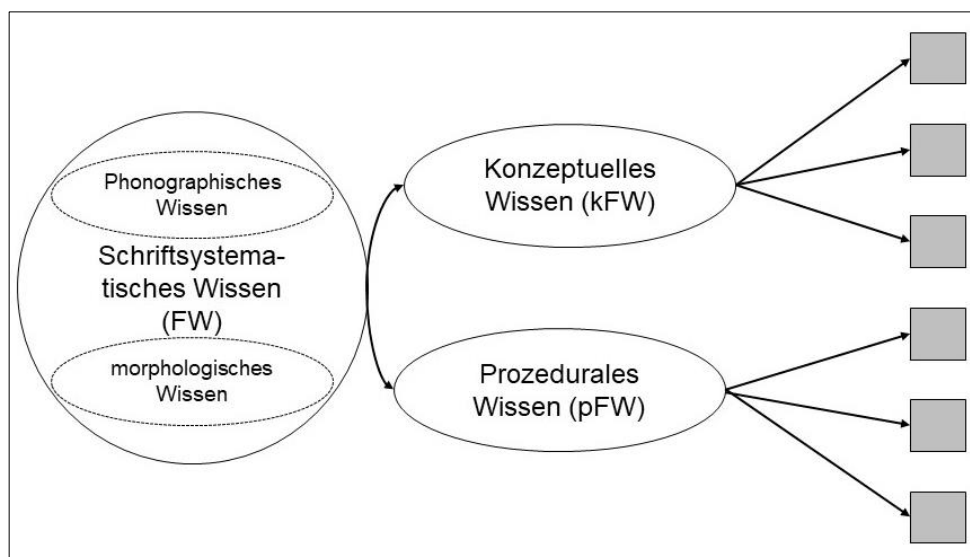 Phonographisches
Wissen
Schriftsystema-
tisches Wissen
(FW)
morphologisches
Wissen
Konzeptuelles
Wissen (kFW)
Prozedurales
Wissen (pFW)